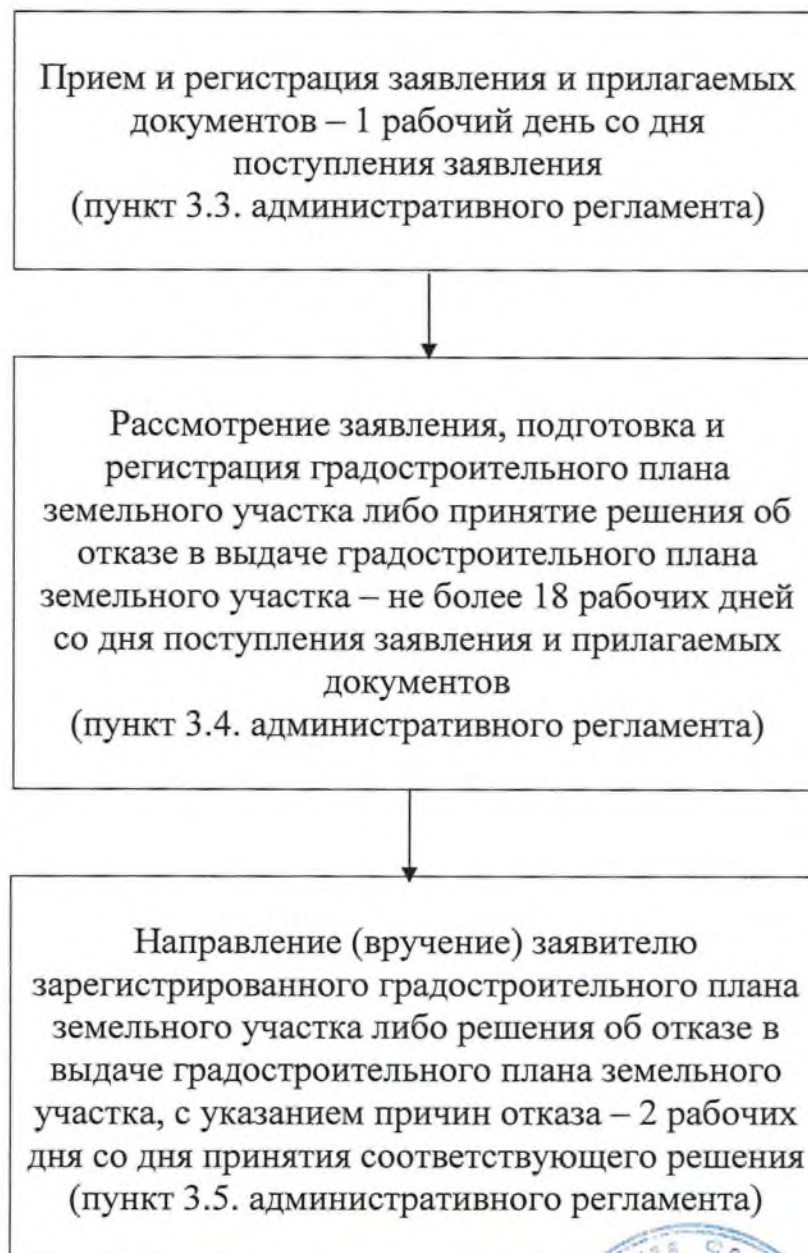 Прием и регистрация заявления и прилагаемых
документов – 1 рабочий день со дня
поступления заявления
(пункт 3.3. административного регламента)
Рассмотрение заявления, подготовка и
регистрация градостроительного плана
земельного участка либо принятие решения об
отказе в выдаче градостроительного плана
земельного участка – не более 18 рабочих дней
со дня поступления заявления и прилагаемых
документов
(пункт 3.4. административного регламента)
Направление (вручение) заявителю
зарегистрированного градостроительного плана
земельного участка либо решения об отказе в
выдаче градостроительного плана земельного
участка, с указанием причин отказа – 2 рабочих
дня со дня принятия соответствующего решения
(пункт 3.5. административного регламента)